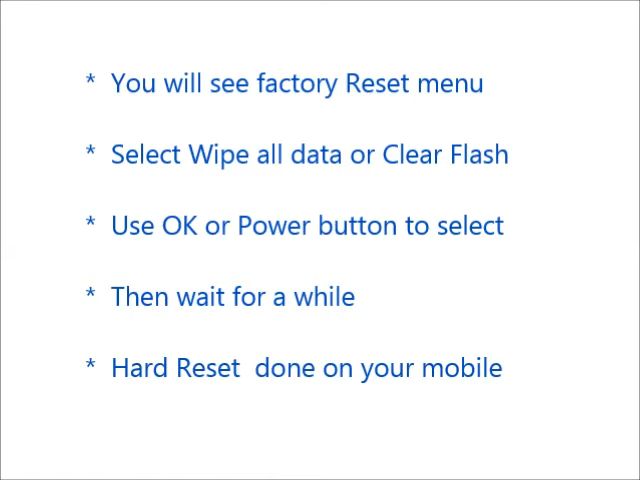 * You will see factory Reset menu
* Select Wipe all data or Clear Flash
* Use OK or Power button to select
* Then wait for a while
* Hard Reset  done on your mobile